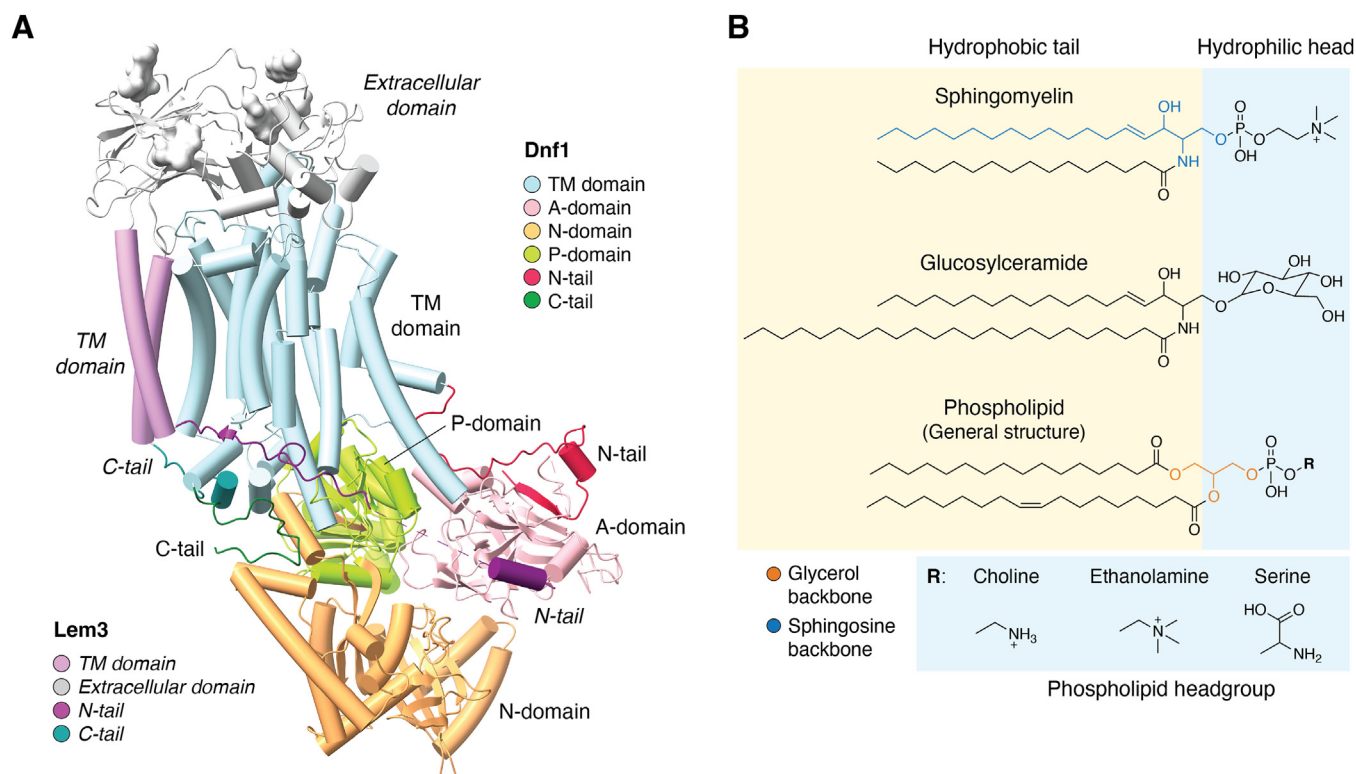 A
Extracellular
domain
Dnf1
TM domain
A-domain
N-domain
P-domain
N-tail
C-tail
TM
domain
TM
domain
P-domain
C-tail
N-tail
A-domain
C-tail
N-tail
Lem3
TM domain
Extracellular domain
N-tail
C-tail
N-domain
B
Hydrophobic tail
Hydrophilic head
Sphingomyelin
OH
O
O
P
O
N
+
OH
NH
O
Glucosylceramide
OH
OH
HO
HO
OH
O
O
OH
NH
O
Phospholipid
(General structure)
O
O
O
O
P
O
R
OH
O
O
Glycerol
backbone
Sphingosine
backbone
R:
Choline
Ethanolamine
Serine
NH3
+
+
N
HO
O
NH2
Phospholipid headgroup